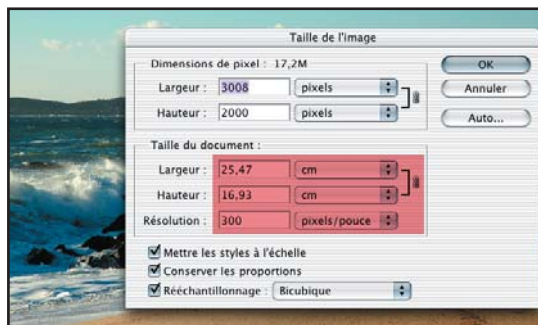 Taille de l'image
Dimensions de pixel : 17,2M
Largeur : 3008 pixels
Hauteur : 2000 pixels
OK
Annuler
Auto...
Taille du document :
Largeur : 25,47 cm
Hauteur : 16,93 cm
Résolution : 300 pixels/pouce
Mettre les styles à l'échelle
Conserver les proportions
Rééchantillonnage : Bicubique